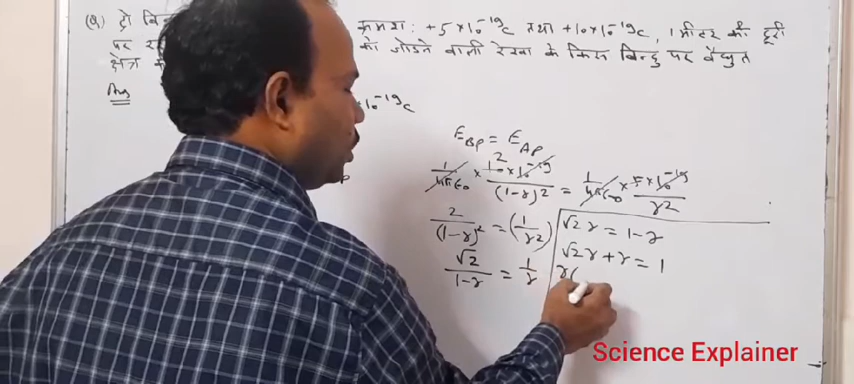 (Q) दो क्रमशः +5×10⁻¹⁹c तथा +10×10⁻¹⁹c, 1 मीटर की दूरी
पर को जोड़ने वाली रेखा के किस बिन्दु पर वैद्युत
क्षेत्र
Ans
10⁻¹⁹c
E_BP = E_AP
1/4πε₀ × 10×10⁻¹⁹/(1-r)² = 1/4πε₀ × 5×10⁻¹⁹/r²
2
2/(1-r)² = (1/r²)
√2/(1-r) = 1/r
√2r = 1-r
√2r + r = 1
r(
Science Explainer